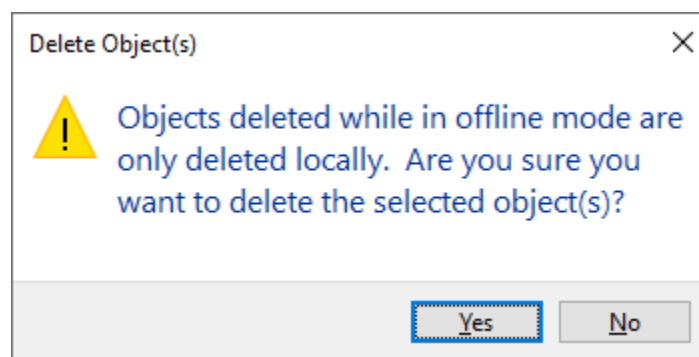 Delete Object(s)
Objects deleted while in offline mode are
only deleted locally.  Are you sure you
want to delete the selected object(s)?
Yes
No